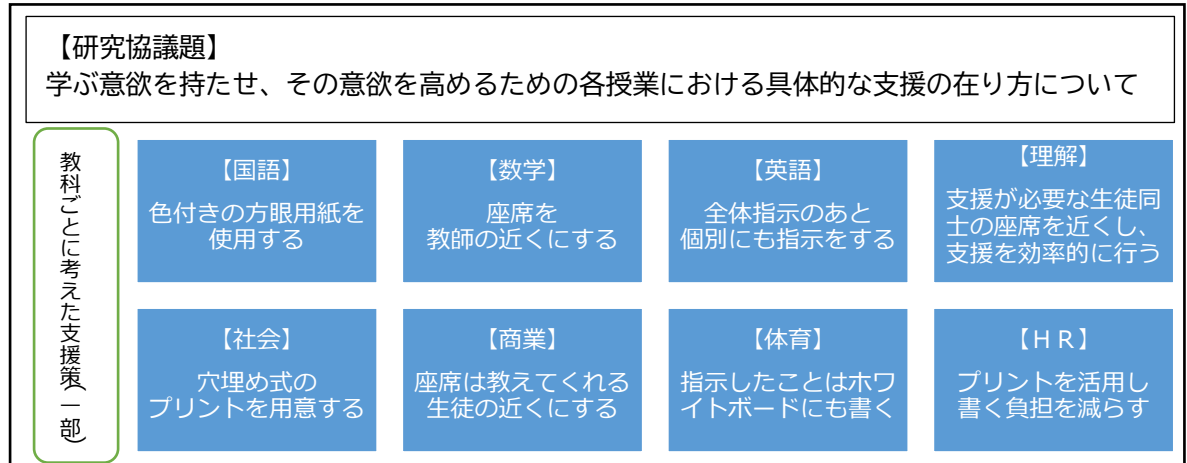 【研究協議題】
学ぶ意欲を持たせ、その意欲を高めるための各授業における具体的な支援の在り方について
教科ごとに考えた支援策（一部）
【国語】
色付きの方眼用紙を
使用する
【数学】
座席を
教師の近くにする
【英語】
全体指示のあと
個別にも指示をする
【理解】
支援が必要な生徒同
士の座席を近くし、
支援を効率的に行う
【社会】
穴埋め式の
プリントを用意する
【商業】
座席は教えてくれる
生徒の近くにする
【体育】
指示したことはホワ
イトボードにも書く
【ＨＲ】
プリントを活用し
書く負担を減らす